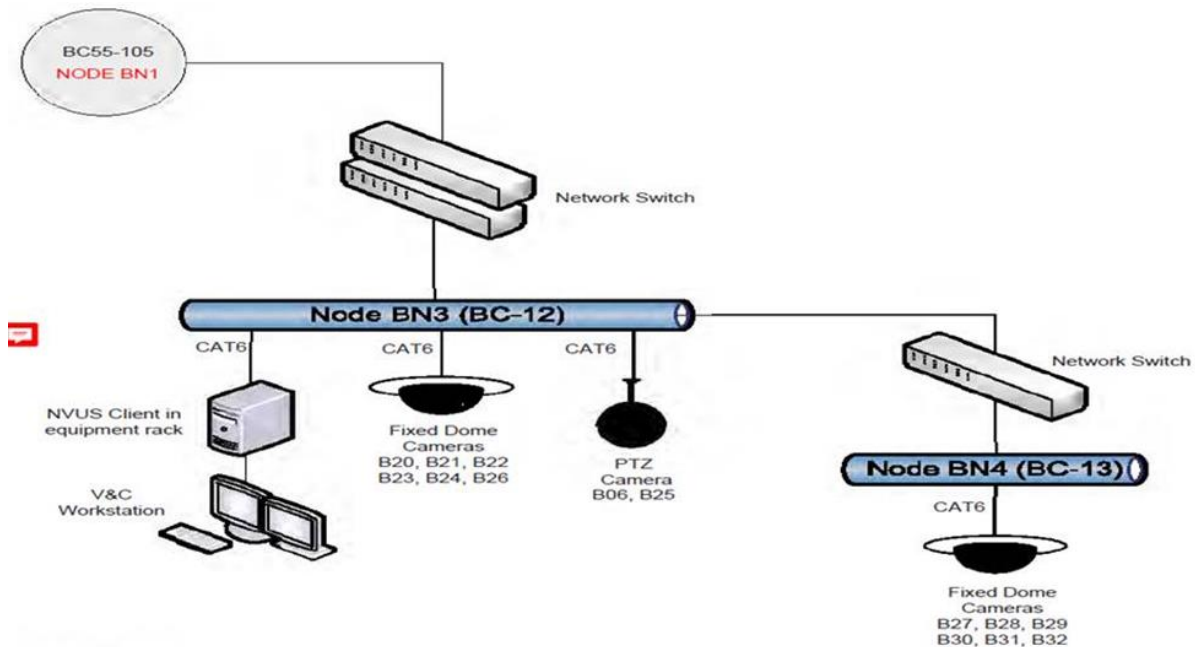 BC55-105
NODE BN1
Network Switch
Node BN3 (BC-12)
CAT6
CAT6
CAT6
Network Switch
NVUS Client in
equipment rack
Fixed Dome
Cameras
B20, B21, B22
B23, B24, B26
PTZ
Camera
B06, B25
Node BN4 (BC-13)
V&C
Workstation
CAT6
Fixed Dome
Cameras
B27, B28, B29
B30, B31, B32